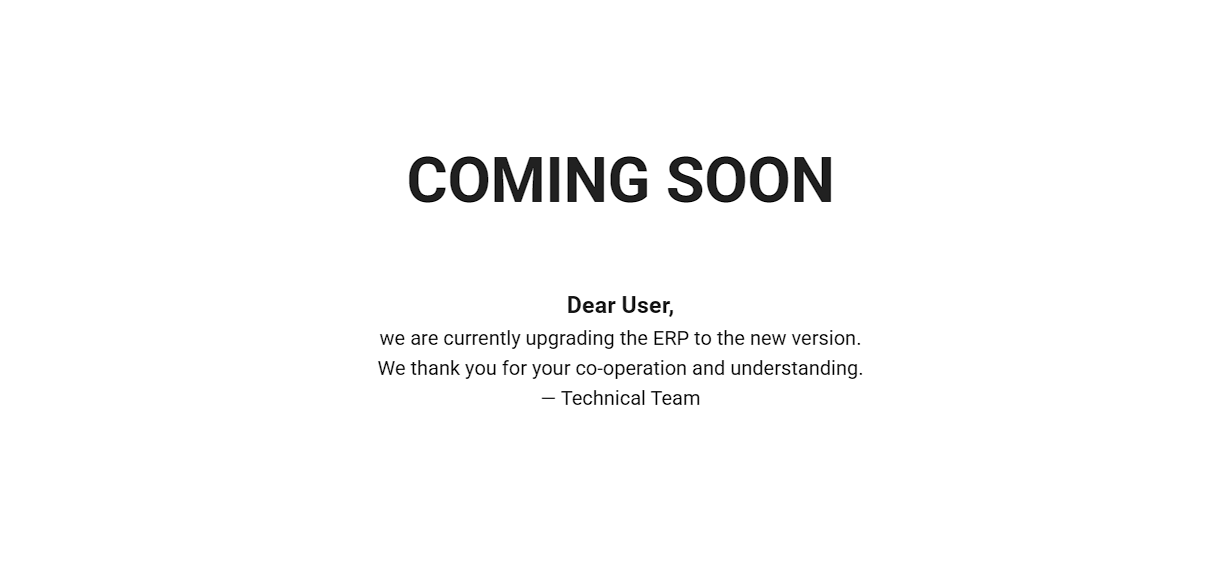 COMING SOON
Dear User,
we are currently upgrading the ERP to the new version.
We thank you for your co-operation and understanding.
— Technical Team